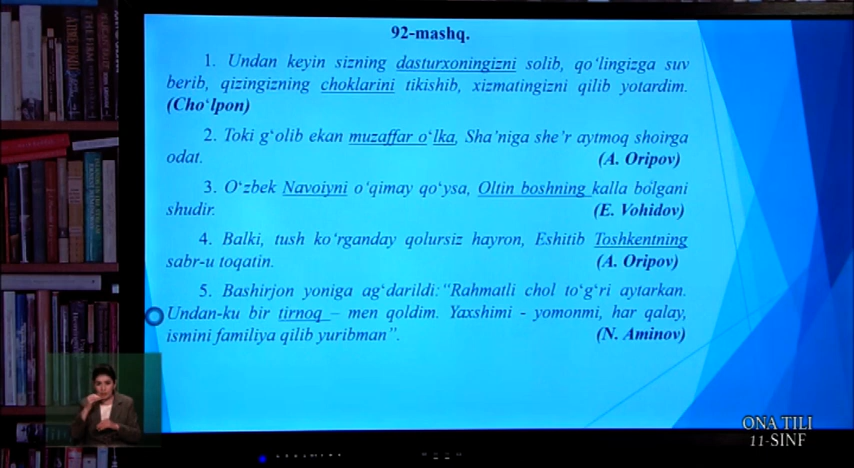 92-mashq.
1. Undan keyin sizning dasturxoningizni solib, qo‘lingizga suv
berib, qizingizning choklarini tikishib, xizmatingizni qilib yotardim.
(Cho‘lpon)
2. Toki g‘olib ekan muzaffar o‘lka, Sha’niga she’r aytmoq shoirga
odat. (A. Oripov)
3. O‘zbek Navoiyni o‘qimay qo‘ysa, Oltin boshning kalla bo‘lgani
shudir. (E. Vohidov)
4. Balki, tush ko‘rganday qolursiz hayron, Eshitib Toshkentning
sabr-u toqatin. (A. Oripov)
5. Bashirjon yoniga ag‘darildi: “Rahmatli chol to‘g‘ri aytarkan.
Undan-ku bir tirnoq – men qoldim. Yaxshimi - yomonmi, har qalay,
ismini familiya qilib yuribman”. (N. Aminov)
ONA TILI
11-SINF